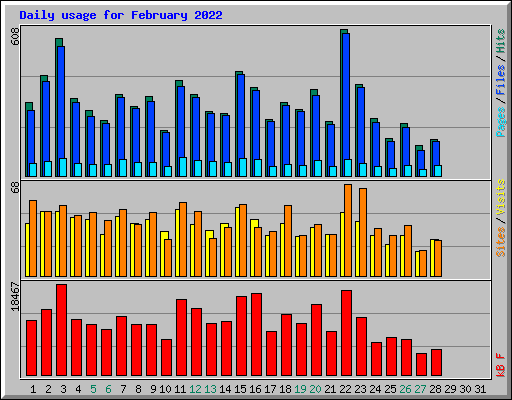 Daily usage for February 2022
608
Pages / Files / Hits
68
Sites / Visits
18467
kB F
1 2 3 4 5 6 7 8 9 10 11 12 13 14 15 16 17 18 19 20 21 22 23 24 25 26 27 28 29 30 31